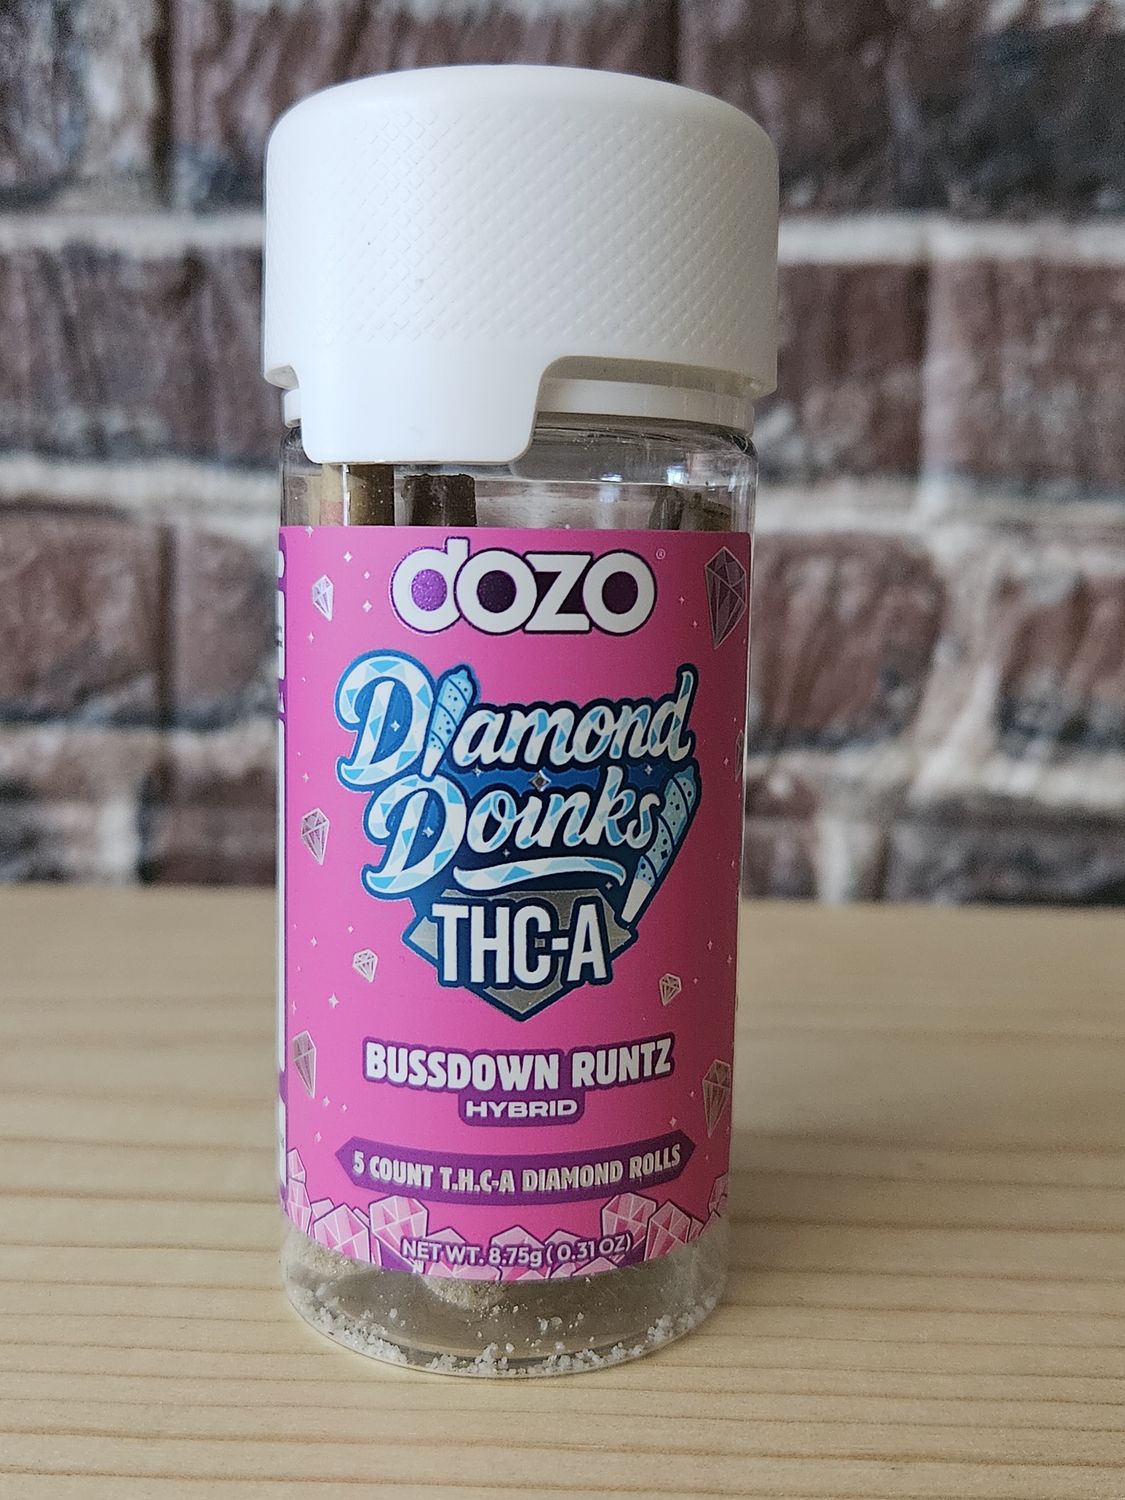 dozo®
Diamond
Doinks
THC-A
BUSSDOWN RUNTZ
HYBRID
5 COUNT T.H.C-A DIAMOND ROLLS
NET WT. 8.75g ( 0.31 OZ)